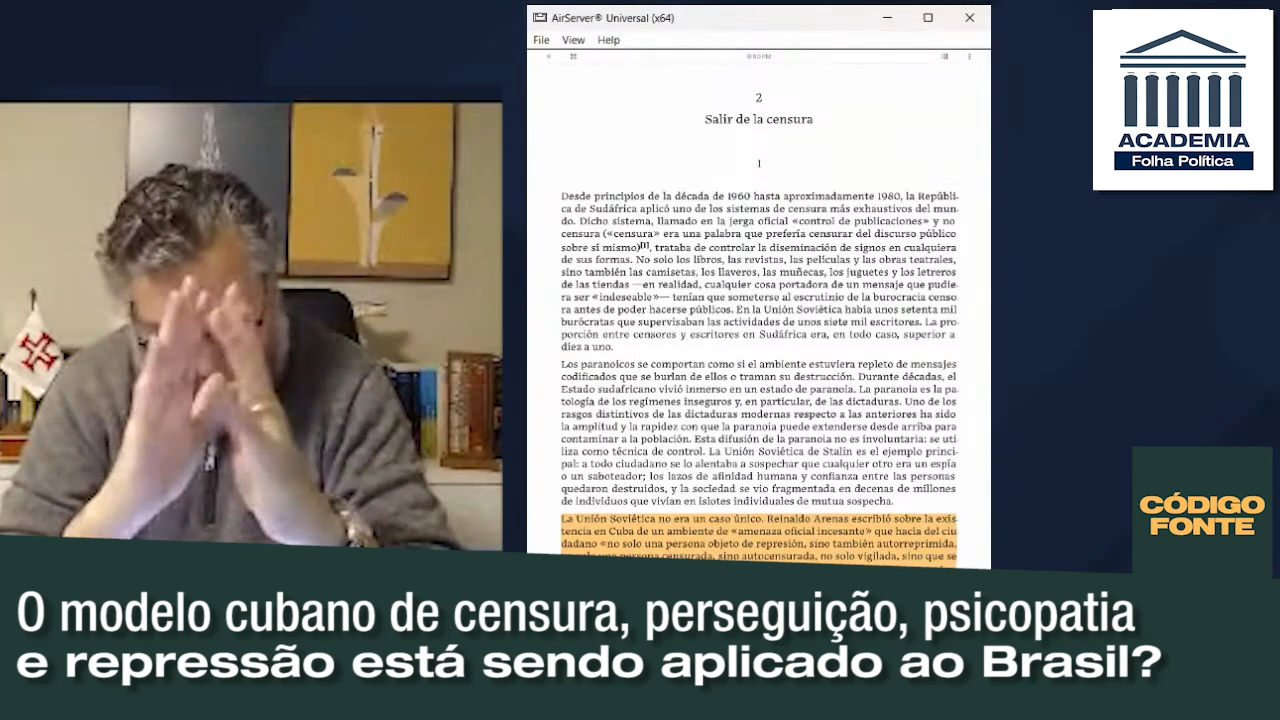 AirServer® Universal (x64)
File View Help
2
Salir de la censura
1
Desde principios de la década de 1960 hasta aproximadamente 1980, la Repúbli-
ca de Sudáfrica aplicó uno de los sistemas de censura más exhaustivos del mun-
do. Dicho sistema, llamado en la jerga oficial «control de publicaciones» y no
censura («censura» era una palabra que prefería censurar del discurso público
sobre sí mismo)[1], trataba de controlar la diseminación de signos en cualquiera
de sus formas. No solo los libros, las revistas, las películas y las obras teatrales,
sino también las camisetas, los llaveros, las muñecas, los juguetes y los letreros
de las tiendas —en realidad, cualquier cosa portadora de un mensaje que pudie-
ra ser «indeseable»— tenían que someterse al escrutinio de la burocracia censo
ra antes de poder hacerse públicos. En la Unión Soviética había unos setenta mil
burócratas que supervisaban las actividades de unos siete mil escritores. La pro-
porción entre censores y escritores en Sudáfrica era, en todo caso, superior a
diez a uno.
Los paranoicos se comportan como si el ambiente estuviera repleto de mensajes
codificados que se burlan de ellos o traman su destrucción. Durante décadas, el
Estado sudafricano vivió inmerso en un estado de paranoia. La paranoia es la pa-
tología de los regímenes inseguros y, en particular, de las dictaduras. Uno de los
rasgos distintivos de las dictaduras modernas respecto a las anteriores ha sido
la amplitud y la rapidez con que la paranoia puede extenderse desde arriba para
contaminar a la población. Esta difusión de la paranoia no es involuntaria: se uti
liza como técnica de control. La Unión Soviética de Stalin es el ejemplo princi-
pal: a todo ciudadano se lo alentaba a sospechar que cualquier otro era un espía
o un saboteador; los lazos de afinidad humana y confianza entre las personas
quedaron destruidos, y la sociedad se vio fragmentada en decenas de millones
de individuos que vivían en islotes individuales de mutua sospecha.
La Unión Soviética no era un caso único. Reinaldo Arenas escribió sobre la exis-
tencia en Cuba de un ambiente de «amenaza oficial incesante» que hacía del ciu-
dadano «no solo una persona objeto de represión, sino también autorreprimida,
no solo una persona censurada, sino autocensurada, no solo vigilada, sino que se
ACADEMIA
Folha Política
CÓDIGO
FONTE
O modelo cubano de censura, perseguição, psicopatia
e repressão está sendo aplicado ao Brasil?